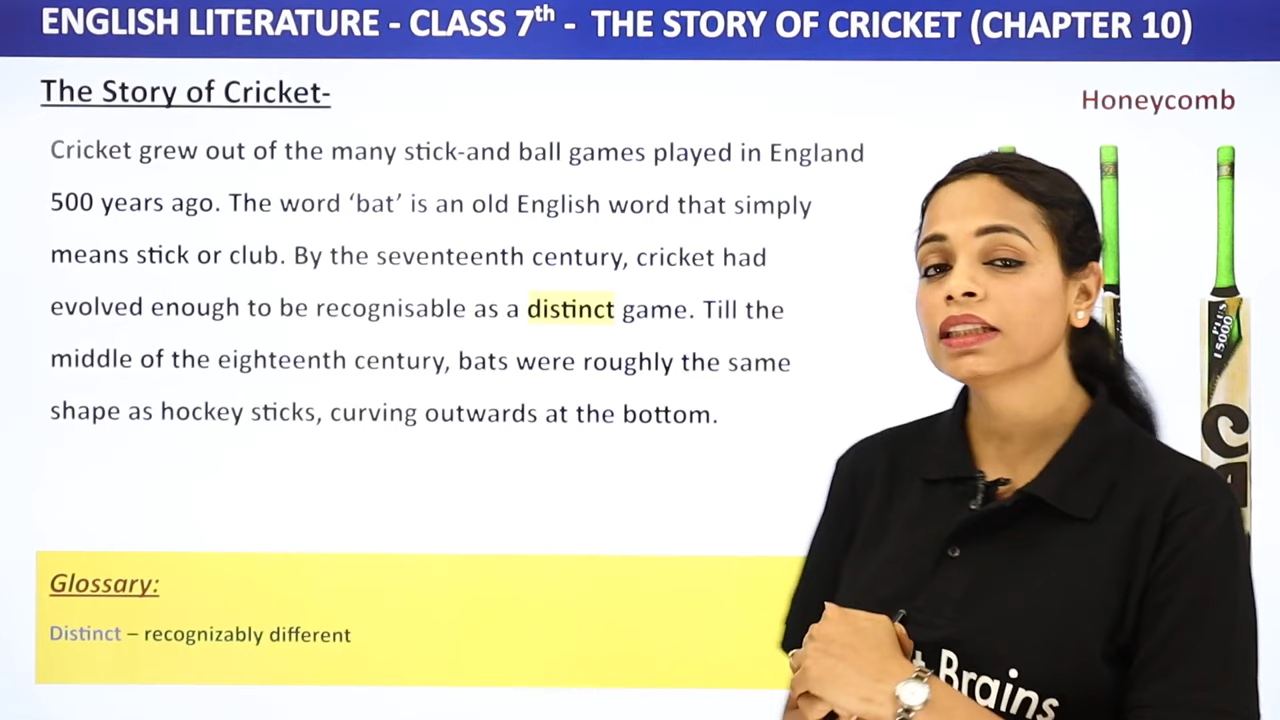 ENGLISH LITERATURE - CLASS 7th - THE STORY OF CRICKET (CHAPTER 10)
The Story of Cricket-
Honeycomb
Cricket grew out of the many stick-and ball games played in England
500 years ago. The word ‘bat’ is an old English word that simply
means stick or club. By the seventeenth century, cricket had
evolved enough to be recognisable as a distinct game. Till the
middle of the eighteenth century, bats were roughly the same
shape as hockey sticks, curving outwards at the bottom.
PLUS
15000
Glossary:
Distinct – recognizably different
Brains